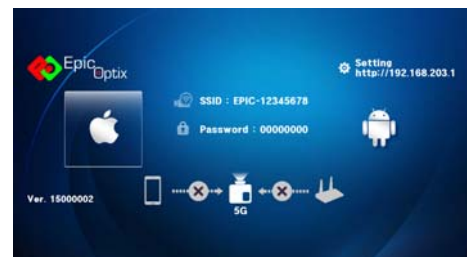 Epic
Optix
Setting
http://192.168.203.1
SSID : EPIC-12345678
Password : 00000000
Ver. 15000002
5G